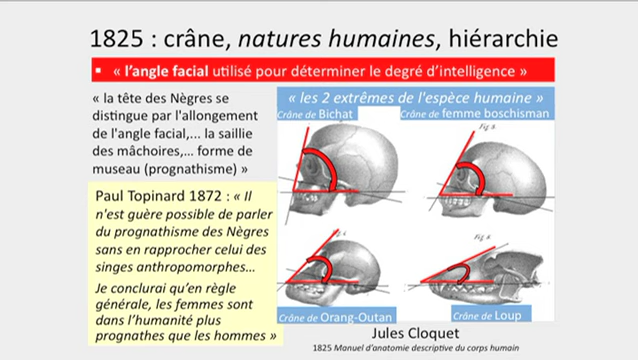 1825 : crâne, natures humaines, hiérarchie
▪ « l’angle facial utilisé pour déterminer le degré d’intelligence »
« la tête des Nègres se
distingue par l'allongement
de l'angle facial,... la saillie
des mâchoires,... forme de
museau (prognathisme) »
Paul Topinard 1872 : « Il
n'est guère possible de parler
du prognathisme des Nègres
sans en rapprocher celui des
singes anthropomorphes...
Je conclurai qu’en règle
générale, les femmes sont
dans l’humanité plus
prognathes que les hommes »
« les 2 extrêmes de l'espèce humaine »
Crâne de Bichat
Crâne de femme boschisman
Crâne de Orang-Outan
Crâne de Loup
Jules Cloquet
1825 Manuel d’anatomie descriptive du corps humain